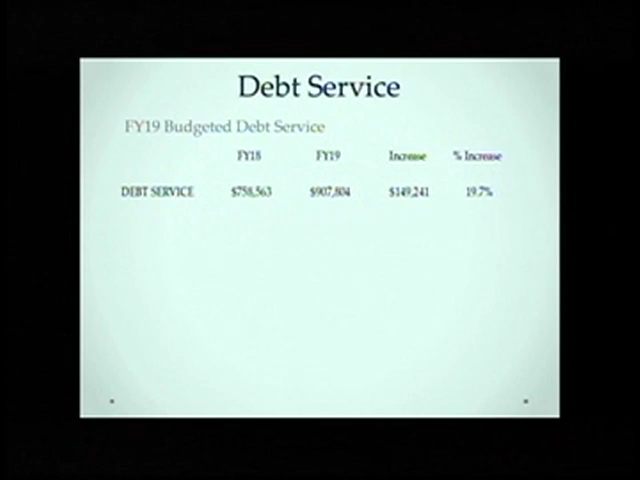 Debt Service
FY19 Budgeted Debt Service
FY18 FY19 Increase % Increase
DEBT SERVICE $758,563 $907,804 $149,241 19.7%